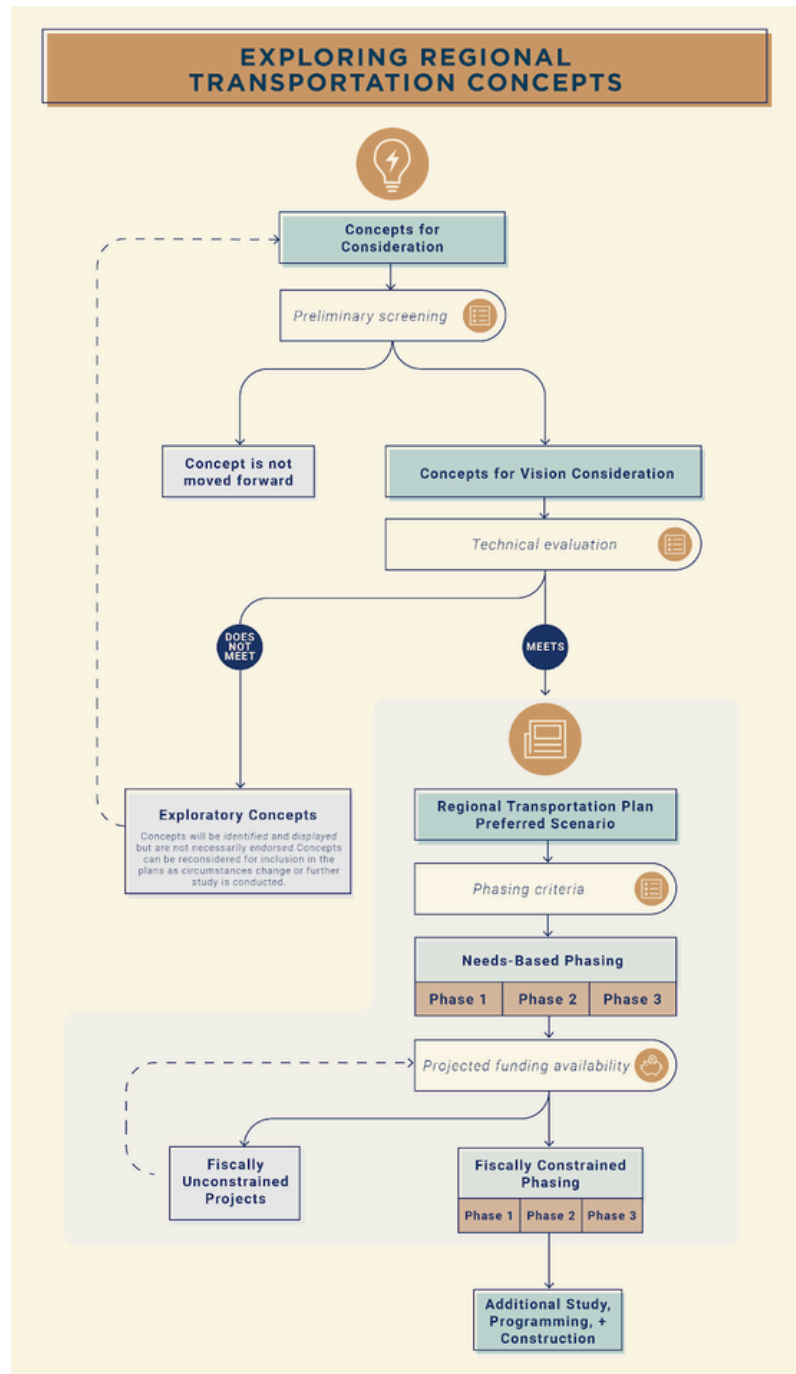 EXPLORING REGIONAL
TRANSPORTATION CONCEPTS
Concepts for
Consideration
Preliminary screening
Concept is not
moved forward
Concepts for Vision Consideration
Technical evaluation
DOES
NOT
MEET
MEETS
Exploratory Concepts
Concepts will be identified and displayed
but are not necessarily endorsed.Concepts
can be reconsidered for inclusion in the
plans as circumstances change or further
study is conducted.
Regional Transportation Plan
Preferred Scenario
Phasing criteria
Needs-Based Phasing
Phase 1 Phase 2 Phase 3
Projected funding availability
Fiscally
Unconstrained
Projects
Fiscally Constrained
Phasing
Phase 1 Phase 2 Phase 3
Additional Study,
Programming, +
Construction